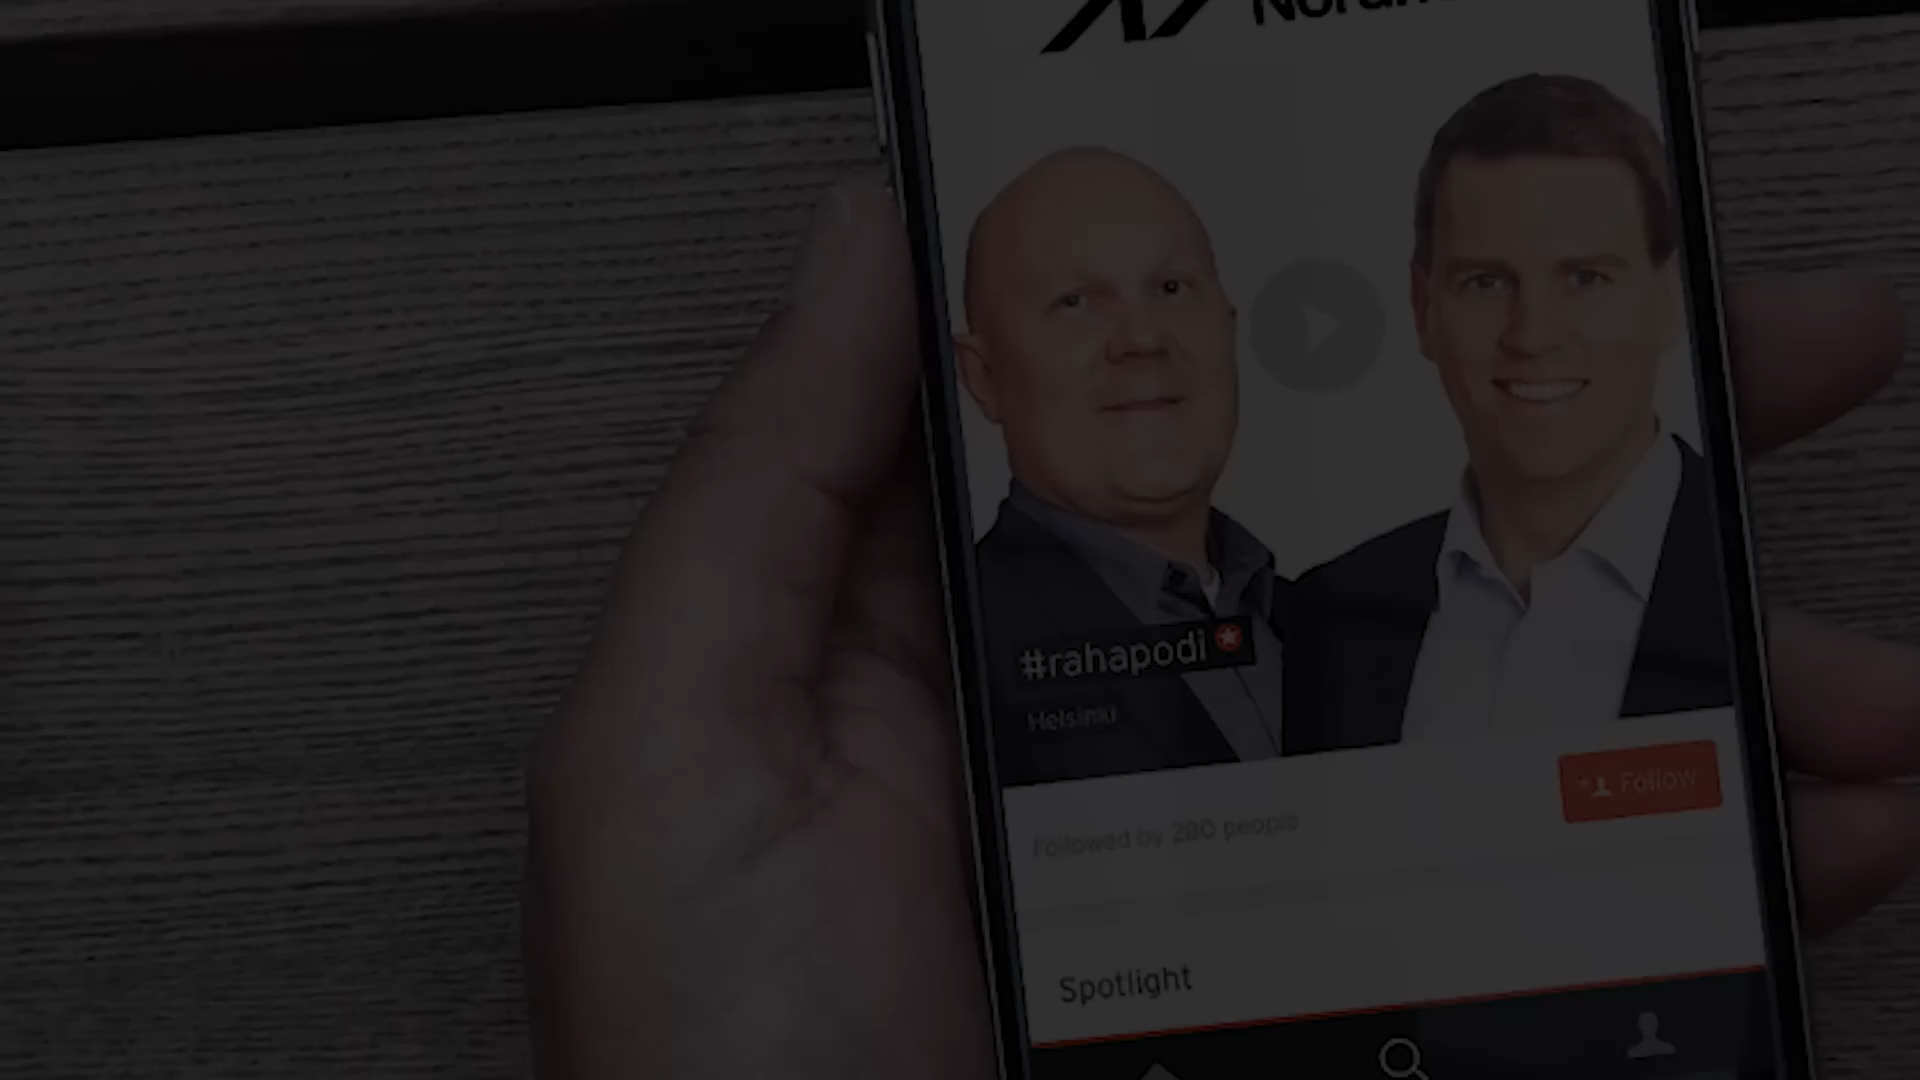 #rahapodi
Helsinki
Followed by 280 people
Follow
Spotlight